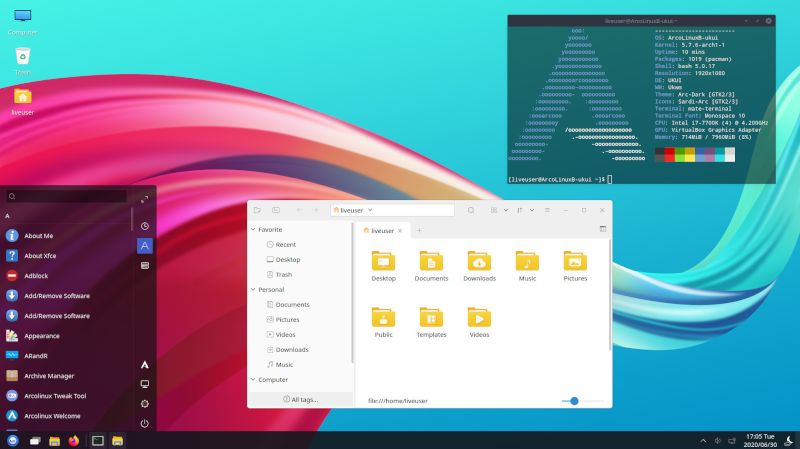 Computer
Trash
liveuser
liveuser@ArcoLinuxB-ukui:~
OS: ArcoLinuxB-ukui
Kernel: 5.7.6-arch1-1
Uptime: 10 mins
Packages: 1019 (pacman)
Shell: bash 5.0.17
Resolution: 1920x1080
DE: UKUI
WM: Ukwm
Theme: Arc-Dark [GTK2/3]
Icons: Sardi-Arc [GTK2/3]
Terminal: mate-terminal
Terminal Font: Monospace 10
CPU: Intel i7-7700K (4) @ 4.200GHz
GPU: VirtualBox Graphics Adapter
Memory: 714MiB / 7960MiB (8%)
[liveuser@ArcoLinuxB-ukui ~]$
A
About Me
About Xfce
Adblock
Add/Remove Software
Add/Remove Software
Appearance
ARandR
Archive Manager
Arcolinux Tweak Tool
Arcolinux Welcome
A
liveuser
Favorite
Recent
Desktop
Trash
Personal
Documents
Pictures
Videos
Downloads
Music
Computer
All tags...
liveuser
Desktop
Documents
Downloads
Music
Pictures
Public
Templates
Videos
file:///home/liveuser
17:05 Tue
2020/06/30